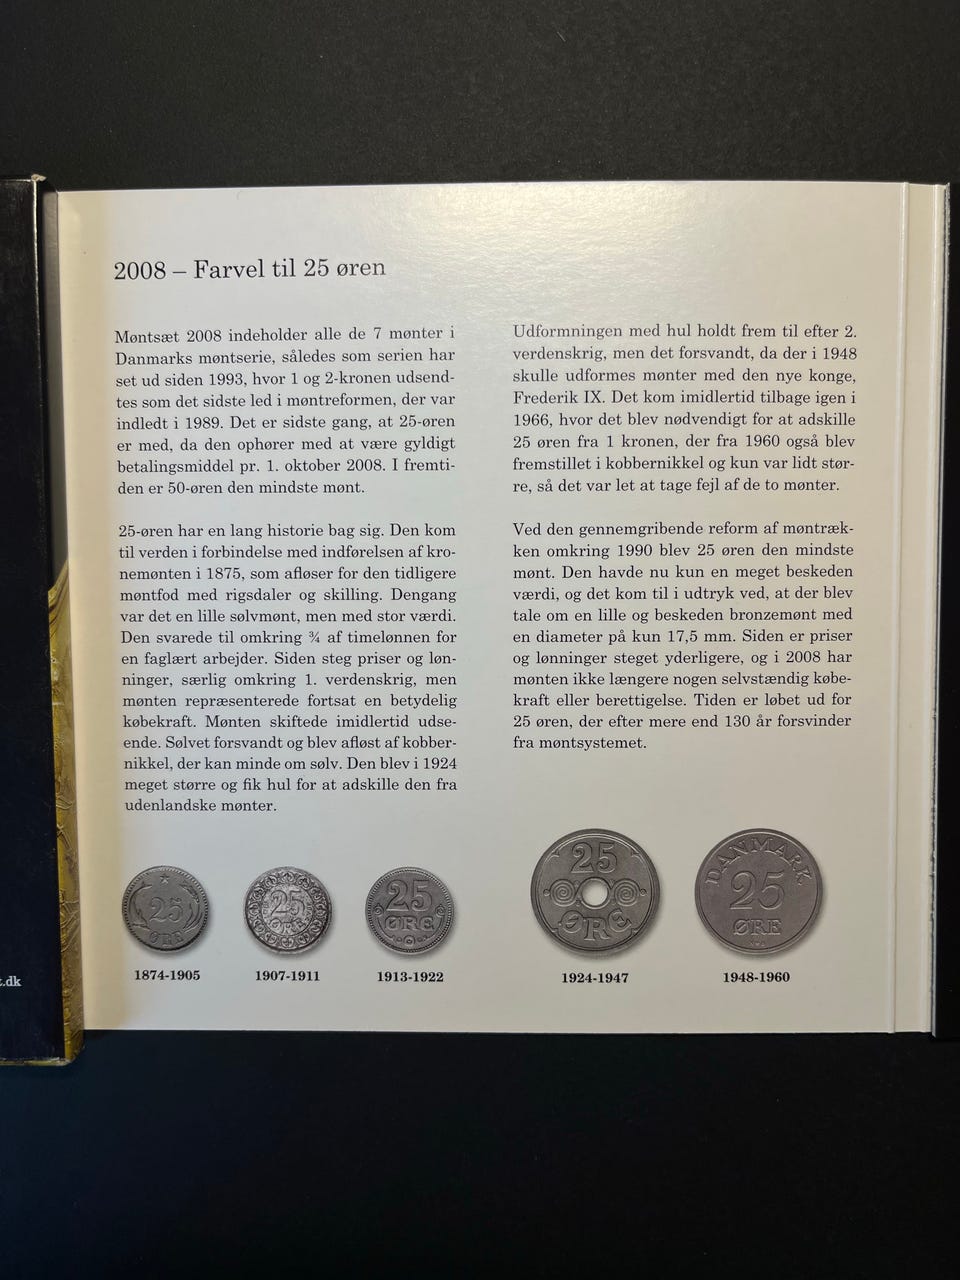 2008 – Farvel til 25 øren
Møntsæt 2008 indeholder alle de 7 mønter i
Danmarks møntserie, således som serien har
set ud siden 1993, hvor 1 og 2-kronen udsend-
tes som det sidste led i møntreformen, der var
indledt i 1989. Det er sidste gang, at 25-øren
er med, da den ophører med at være gyldigt
betalingsmiddel pr. 1. oktober 2008. I fremti-
den er 50-øren den mindste mønt.
25-øren har en lang historie bag sig. Den kom
til verden i forbindelse med indførelsen af kro-
nemønten i 1875, som afløser for den tidligere
møntfod med rigsdaler og skilling. Dengang
var det en lille sølvmønt, men med stor værdi.
Den svarede til omkring ¾ af timelønnen for
en faglært arbejder. Siden steg priser og løn-
ninger, særlig omkring 1. verdenskrig, men
mønten repræsenterede fortsat en betydelig
købekraft. Mønten skiftede imidlertid udse-
ende. Sølvet forsvandt og blev afløst af kobber-
nikkel, der kan minde om sølv. Den blev i 1924
meget større og fik hul for at adskille den fra
udenlandske mønter.
Udformningen med hul holdt frem til efter 2.
verdenskrig, men det forsvandt, da der i 1948
skulle udformes mønter med den nye konge,
Frederik IX. Det kom imidlertid tilbage igen i
1966, hvor det blev nødvendigt for at adskille
25 øren fra 1 kronen, der fra 1960 også blev
fremstillet i kobbernikkel og kun var lidt stør-
re, så det var let at tage fejl af de to mønter.
Ved den gennemgribende reform af møntræk-
ken omkring 1990 blev 25 øren den mindste
mønt. Den havde nu kun en meget beskeden
værdi, og det kom til i udtryk ved, at der blev
tale om en lille og beskeden bronzemønt med
en diameter på kun 17,5 mm. Siden er priser
og lønninger steget yderligere, og i 2008 har
mønten ikke længere nogen selvstændig købe-
kraft eller berettigelse. Tiden er løbet ud for
25 øren, der efter mere end 130 år forsvinder
fra møntsystemet.
25
ØRE
1874-1905
25
ØRE
1907-1911
25
ØRE
1913-1922
25
ØRE
1924-1947
DANMARK
25
ØRE
1948-1960
.dk